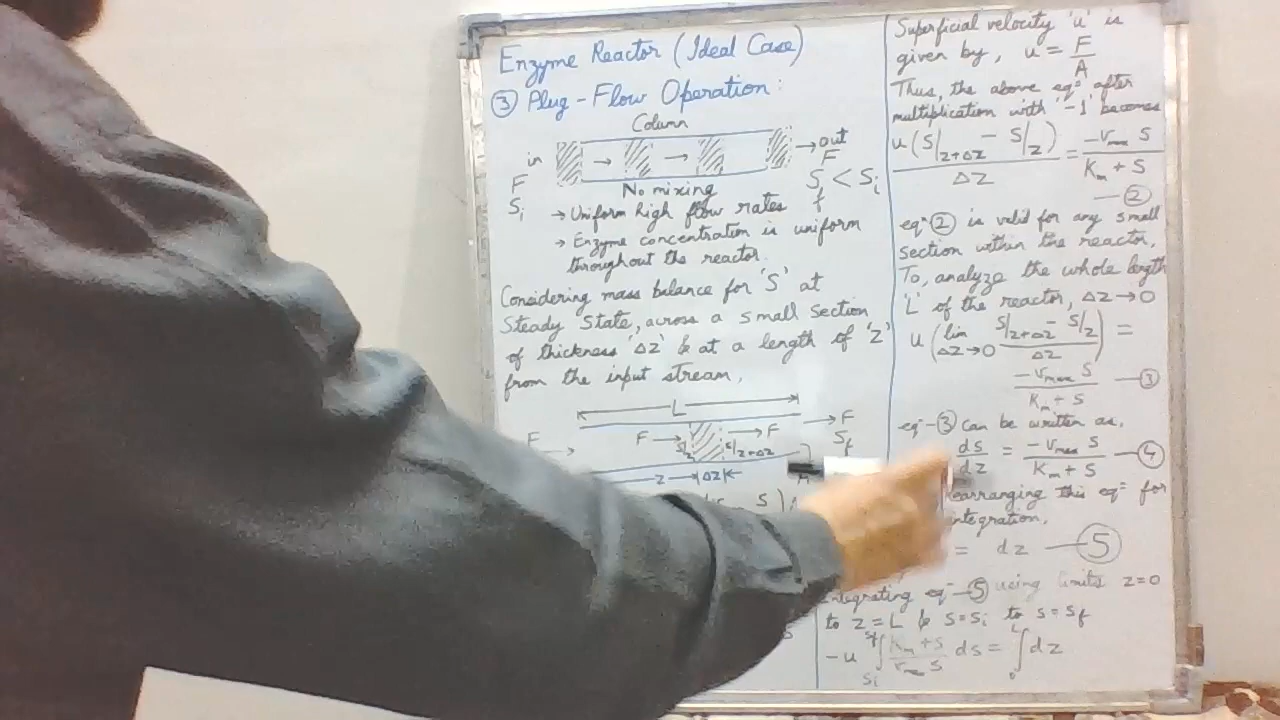 Enzyme Reactor (Ideal Case)
③ Plug-Flow Operation:
Column
in → → → out
F F
Si Sf < Si
No mixing
→ Uniform high flow rates
→ Enzyme concentration is uniform
throughout the reactor.
Considering mass balance for 'S' at
Steady State, across a small section
of thickness 'Δz' & at a length of 'z'
from the input stream,
L
F → F → S|z S|z+Δz → F → F
Sf
z → Δz ←
S)
Superficial velocity 'u' is
given by, u = F/A
Thus, the above eqⁿ after
multiplication with '-1' becomes
u(S|z+Δz - S|z)/Δz = -vmax S/(Km + S)
— ②
eqⁿ ② is valid for any small
section within the reactor,
To, analyze the whole length
'L' of the reactor, Δz → 0
u (lim Δz→0 (S|z+Δz - S|z)/Δz) =
-vmax S/(Km + S) — ③
eqⁿ-③ can be written as,
ds/dz = -vmax S/(Km + S) — ④
earranging this eqⁿ for
integration,
= dz — ⑤
Integrating eqⁿ-⑤ using limits z=0
to z = L & s = si to s = sf
-u ∫Si Sf (Km + S)/(vmax S) ds = ∫0 L dz